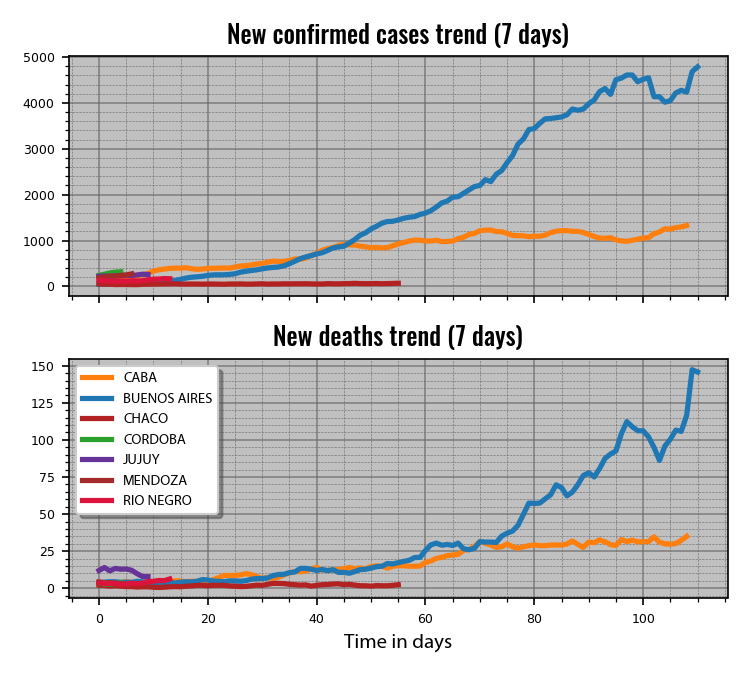 New confirmed cases trend (7 days)
5000
4000
3000
2000
1000
0
New deaths trend (7 days)
150
125
100
75
50
25
0
CABA
BUENOS AIRES
CHACO
CORDOBA
JUJUY
MENDOZA
RIO NEGRO
0 20 40 60 80 100
Time in days